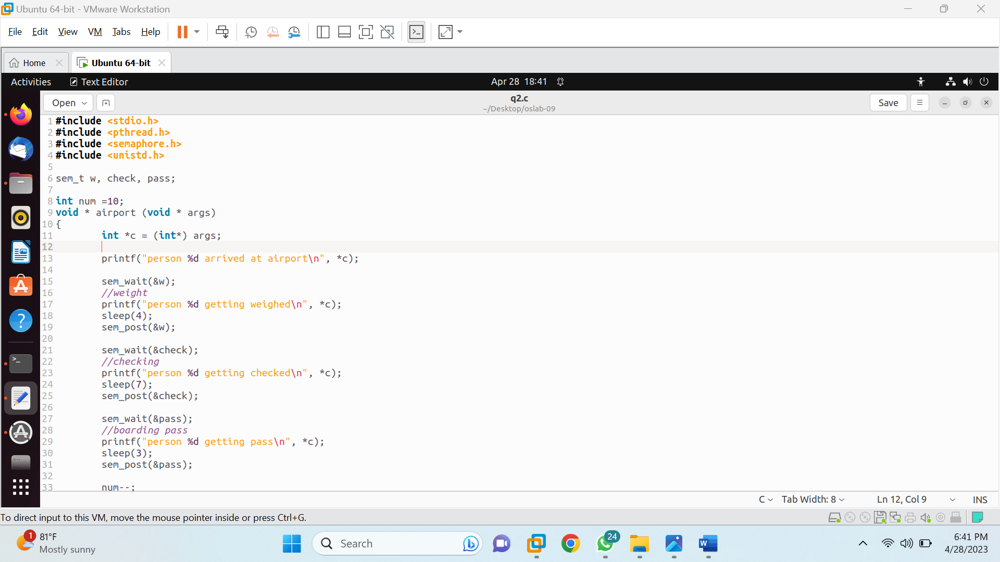 Ubuntu 64-bit - VMware Workstation
File Edit View VM Tabs Help
Home
Ubuntu 64-bit
Activities Text Editor Apr 28 18:41
Open q2.c Save
~/Desktop/oslab-09
1 #include <stdio.h>
2 #include <pthread.h>
3 #include <semaphore.h>
4 #include <unistd.h>
5
6 sem_t w, check, pass;
7
8 int num =10;
9 void * airport (void * args)
10 {
11 int *c = (int*) args;
12
13 printf("person %d arrived at airport\n", *c);
14
15 sem_wait(&w);
16 //weight
17 printf("person %d getting weighed\n", *c);
18 sleep(4);
19 sem_post(&w);
20
21 sem_wait(&check);
22 //checking
23 printf("person %d getting checked\n", *c);
24 sleep(7);
25 sem_post(&check);
26
27 sem_wait(&pass);
28 //boarding pass
29 printf("person %d getting pass\n", *c);
30 sleep(3);
31 sem_post(&pass);
32
33 num--;
C Tab Width: 8 Ln 12, Col 9 INS
To direct input to this VM, move the mouse pointer inside or press Ctrl+G.
1 81°F
Mostly sunny
Search
24
6:41 PM
4/28/2023